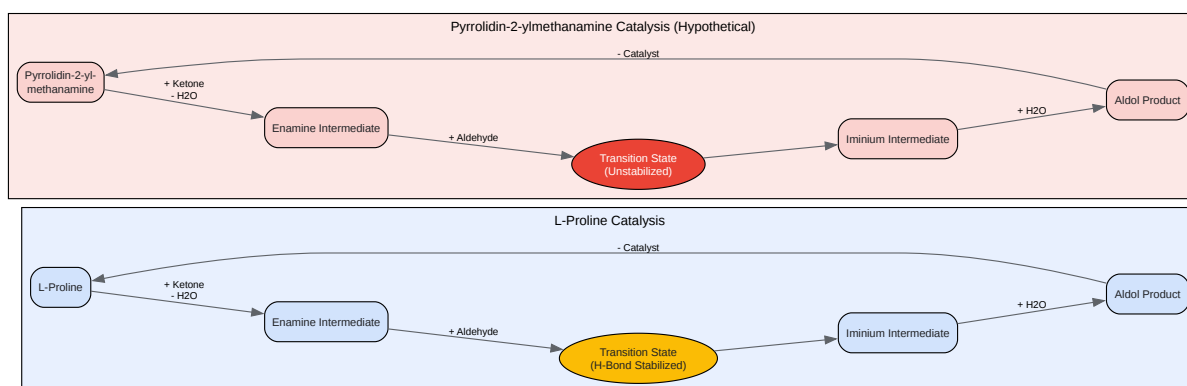 Pyrrolidin-2-ylmethanamine Catalysis (Hypothetical)
- Catalyst
Pyrrolidin-2-yl-
methanamine
+ Ketone
- H2O
Enamine Intermediate
+ Aldehyde
Transition State
(Unstabilized)
Iminium Intermediate
+ H2O
Aldol Product
L-Proline Catalysis
- Catalyst
L-Proline
+ Ketone
- H2O
Enamine Intermediate
+ Aldehyde
Transition State
(H-Bond Stabilized)
Iminium Intermediate
+ H2O
Aldol Product